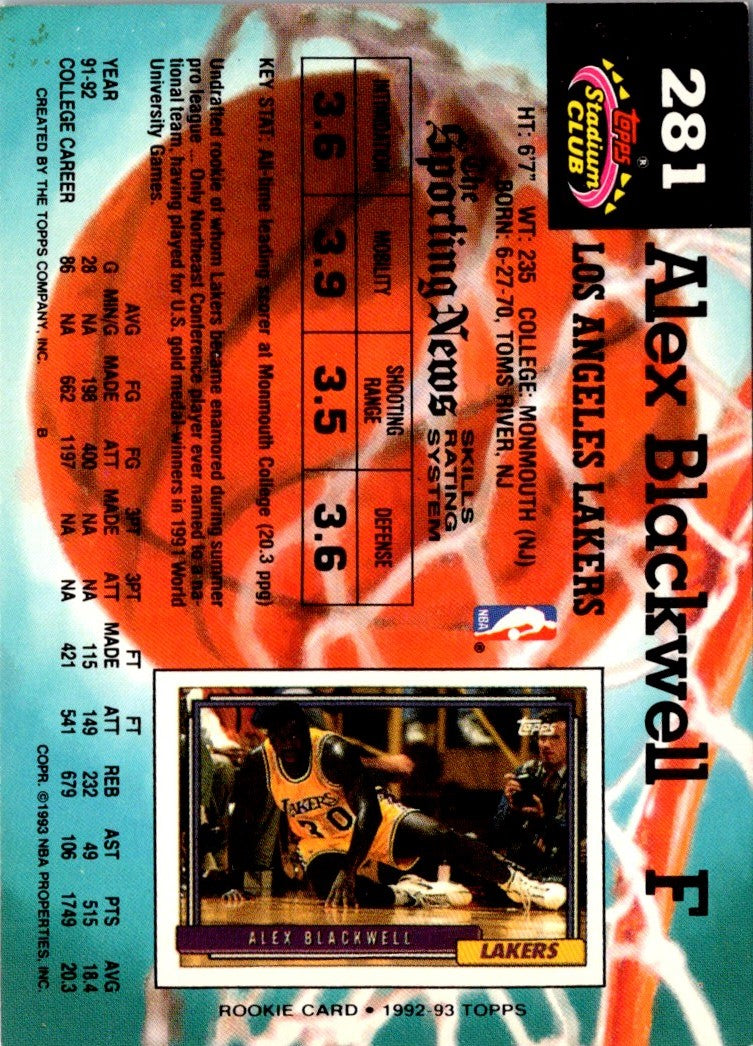 281
Alex Blackwell F
TOPPS ®
Stadium
CLUB
LOS ANGELES LAKERS
HT: 6'7" WT: 235 COLLEGE: MONMOUTH (NJ)
BORN: 6-27-70, TOMS RIVER, NJ
NBA ®
The
Sporting News
SKILLS
RATING
SYSTEM
INTIMIDATION MOBILITY SHOOTING RANGE DEFENSE
3.6 3.9 3.5 3.6
KEY STAT: All-time leading scorer at Monmouth College (20.3 ppg)
Undrafted rookie of whom Lakers became enamored during summer
pro league ... Only Northeast Conference player ever named to a na-
tional team, having played for U.S. gold medal-winners in 1991 World
University Games.
AVG FG FG 3PT 3PT FT FT
YEAR G MIN/G MADE ATT MADE ATT MADE ATT REB AST PTS AVG
91-92 28 NA 198 400 NA NA 115 149 232 49 515 18.4
COLLEGE CAREER 86 NA 662 1197 NA NA 421 541 679 106 1749 20.3
CREATED BY THE TOPPS COMPANY, INC. B COPR. ©1993 NBA PROPERTIES, INC.
TOPPS
LAKERS
30
ALEX BLACKWELL
LAKERS
ROOKIE CARD • 1992-93 TOPPS